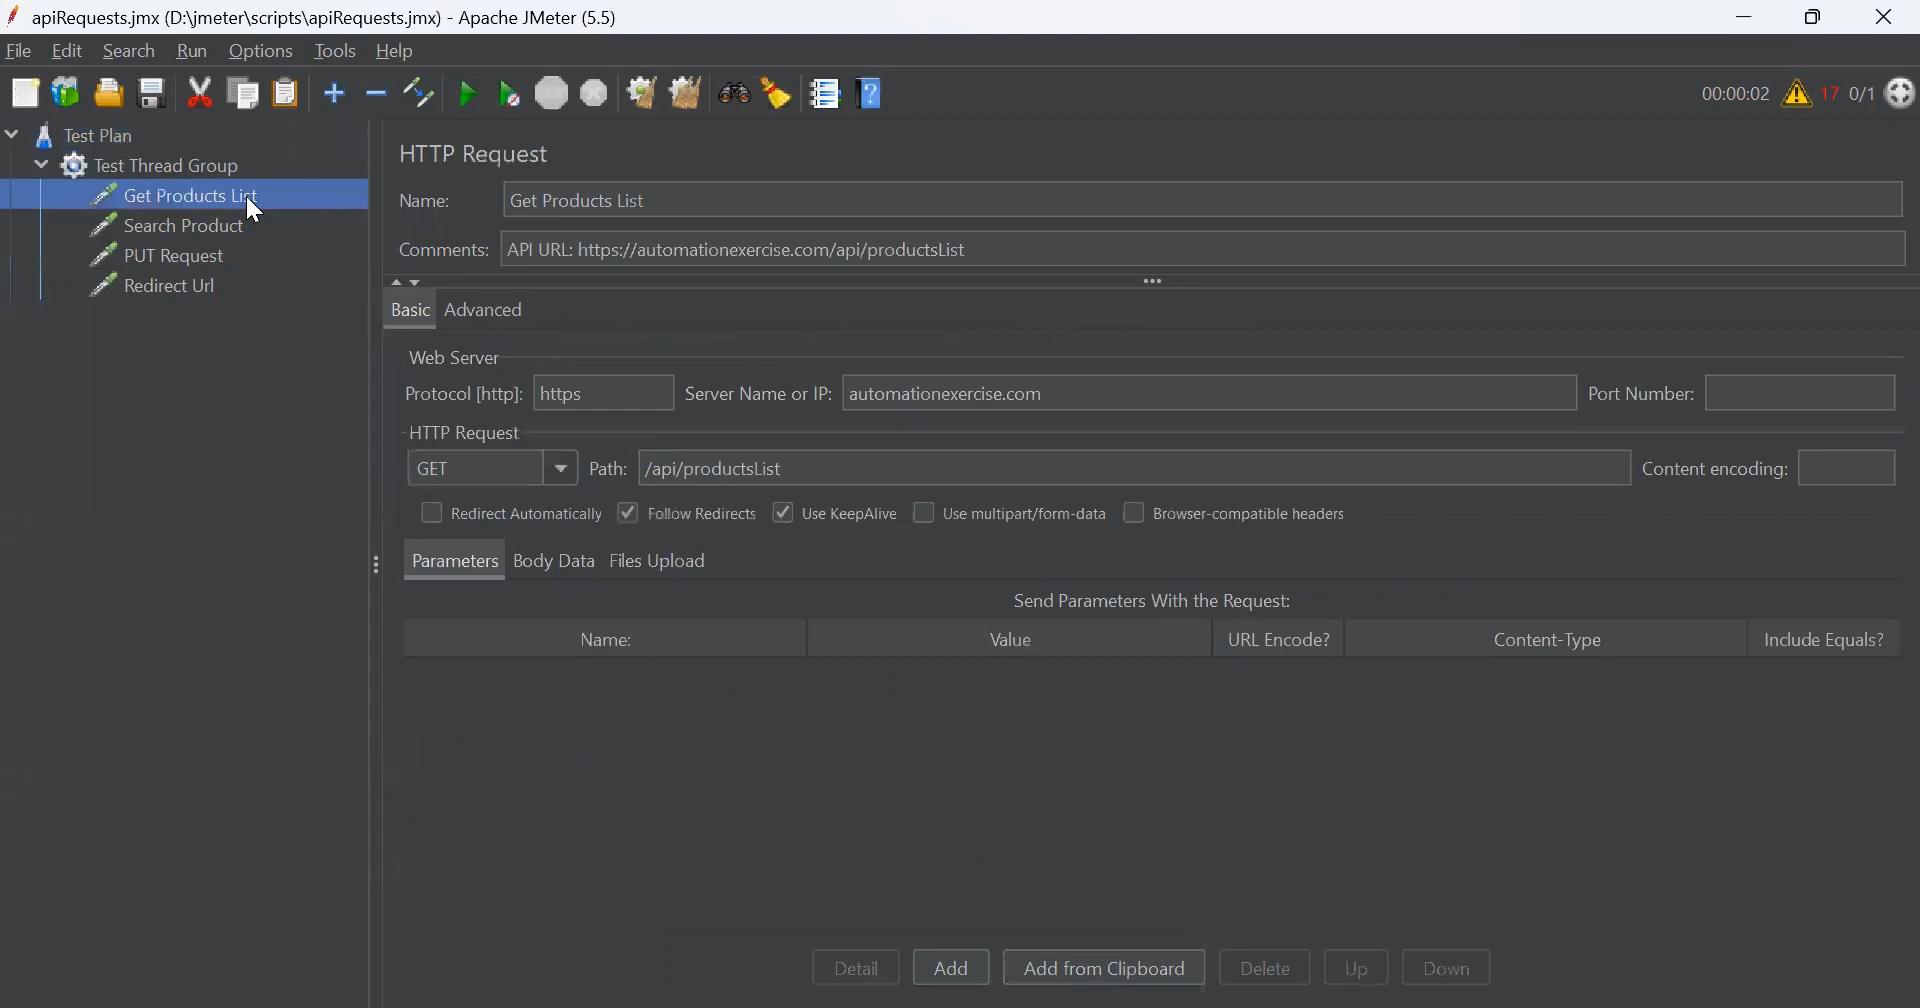 apiRequests.jmx (D:\jmeter\scripts\apiRequests.jmx) - Apache JMeter (5.5)
File Edit Search Run Options Tools Help
00:00:02 17 0/1
Test Plan
Test Thread Group
Get Products List
Search Product
PUT Request
Redirect Url
HTTP Request
Name: Get Products List
Comments: API URL: https://automationexercise.com/api/productsList
Basic Advanced
Web Server
Protocol [http]: https Server Name or IP: automationexercise.com Port Number:
HTTP Request
GET Path: /api/productsList Content encoding:
Redirect Automatically Follow Redirects Use KeepAlive Use multipart/form-data Browser-compatible headers
Parameters Body Data Files Upload
Send Parameters With the Request:
Name: Value URL Encode? Content-Type Include Equals?
Detail Add Add from Clipboard Delete Up Down